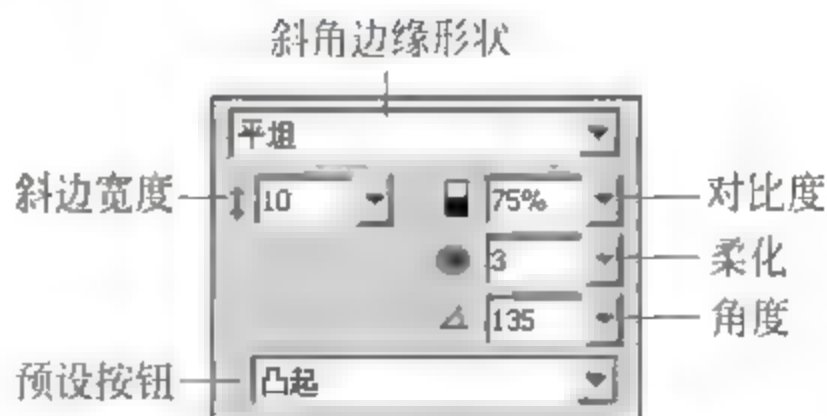 斜角边缘形状
平坦
斜边宽度 10 75% 对比度
3 柔化
135 角度
预设按钮 凸起